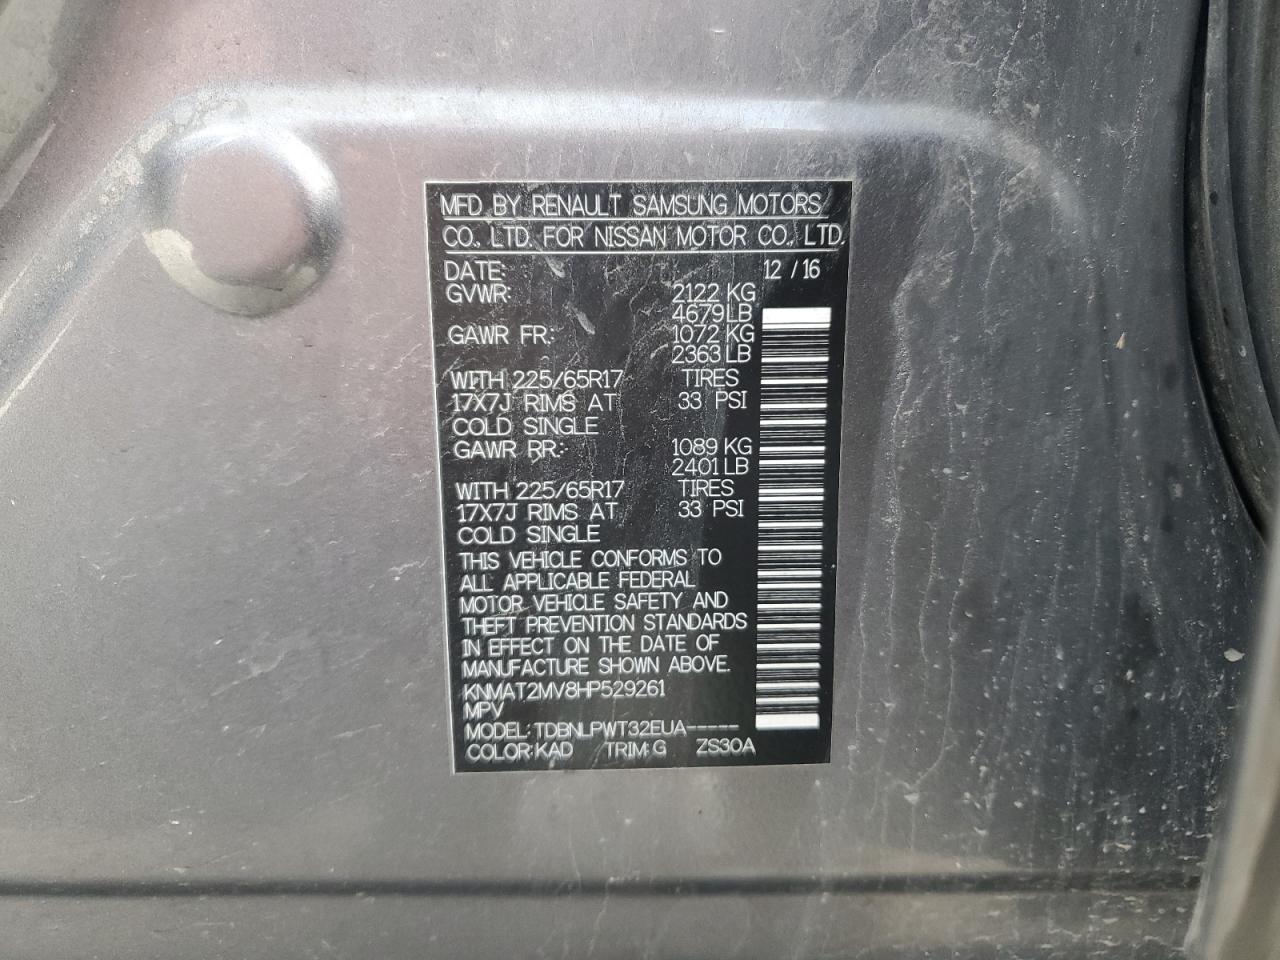 MFD. BY RENAULT SAMSUNG MOTORS
CO., LTD. FOR NISSAN MOTOR CO., LTD.
DATE: 12 / 16
GVWR: 2122 KG
4679 LB
GAWR FR.: 1072 KG
2363 LB
WITH 225/65R17 TIRES
17X7J RIMS AT 33 PSI
COLD SINGLE
GAWR RR.: 1089 KG
2401 LB
WITH 225/65R17 TIRES
17X7J RIMS AT 33 PSI
COLD SINGLE
THIS VEHICLE CONFORMS TO
ALL APPLICABLE FEDERAL
MOTOR VEHICLE SAFETY AND
THEFT PREVENTION STANDARDS
IN EFFECT ON THE DATE OF
MANUFACTURE SHOWN ABOVE.
KNMAT2MV8HP529261
MPV
MODEL: TDBNLPWT32EUA-----
COLOR: KAD TRIM: G ZS30A